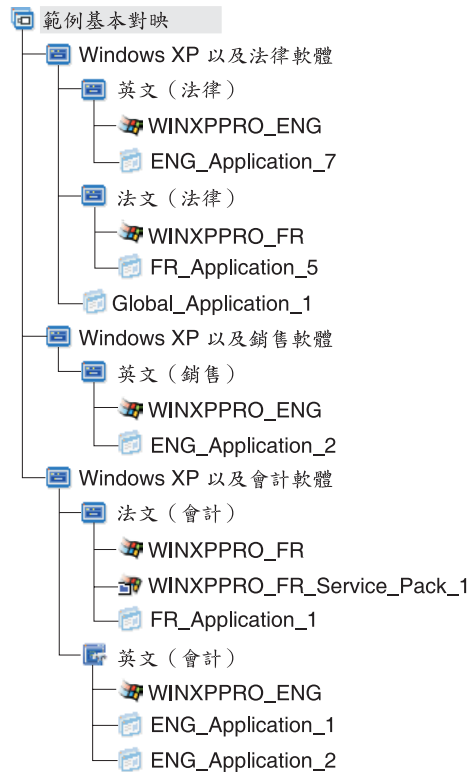 範例基本對映
Windows XP 以及法律軟體
英文（法律）
WINXPPRO_ENG
ENG_Application_7
法文（法律）
WINXPPRO_FR
FR_Application_5
Global_Application_1
Windows XP 以及銷售軟體
英文（銷售）
WINXPPRO_ENG
ENG_Application_2
Windows XP 以及會計軟體
法文（會計）
WINXPPRO_FR
WINXPPRO_FR_Service_Pack_1
FR_Application_1
英文（會計）
WINXPPRO_ENG
ENG_Application_1
ENG_Application_2